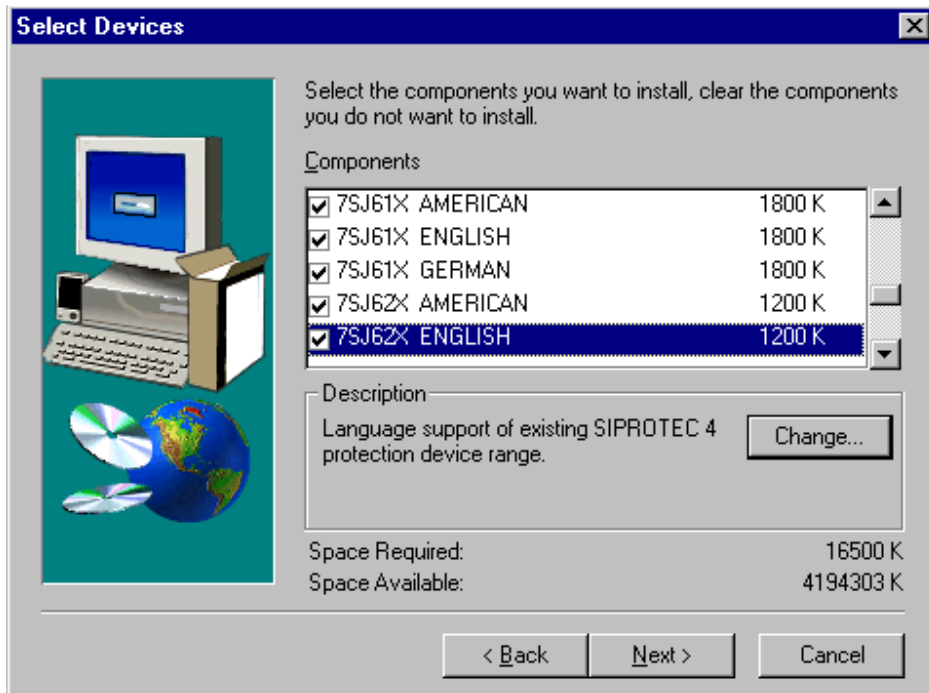 Select Devices
Select the components you want to install, clear the components
you do not want to install.
Components
7SJ61X AMERICAN 1800 K
7SJ61X ENGLISH 1800 K
7SJ61X GERMAN 1800 K
7SJ62X AMERICAN 1200 K
7SJ62X ENGLISH 1200 K
Description
Language support of existing SIPROTEC 4
protection device range.
Change...
Space Required: 16500 K
Space Available: 4194303 K
< Back Next > Cancel